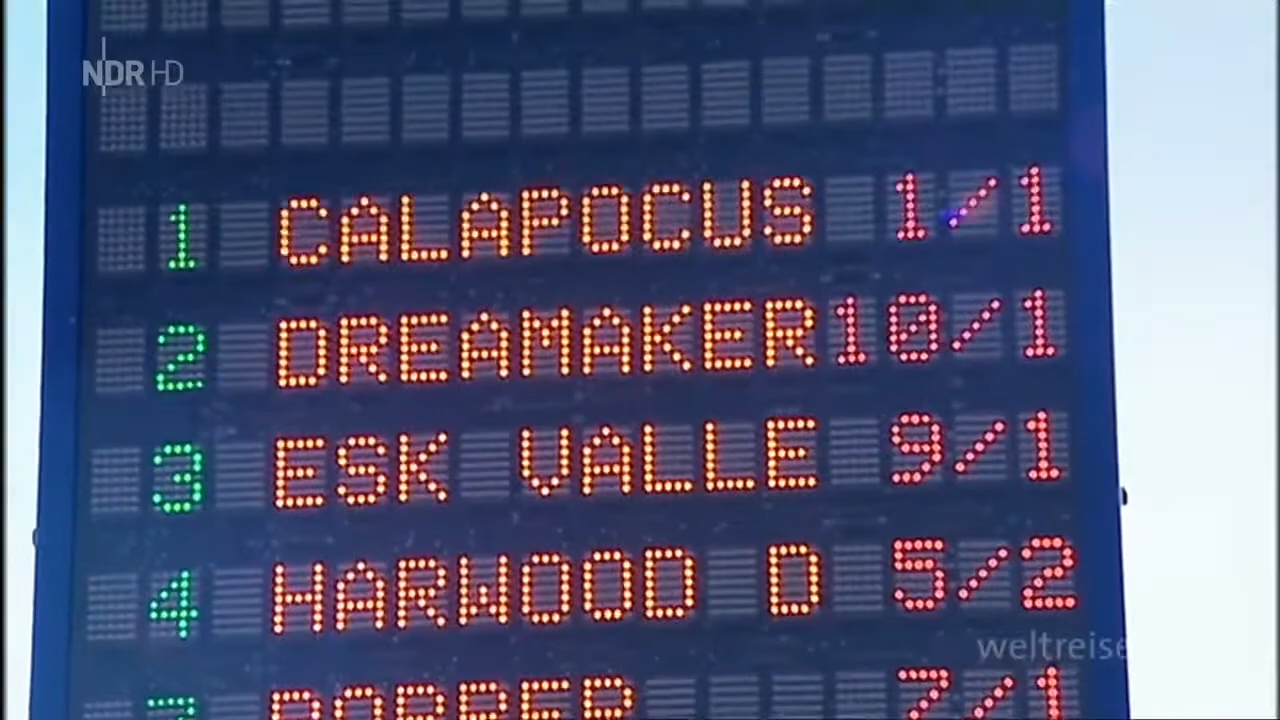 NDR HD
1 CALAPOCUS 1/1
2 DREAMAKER 10/1
3 ESK VALLE 9/1
4 HARWOOD D 5/2
weltreise
7/1